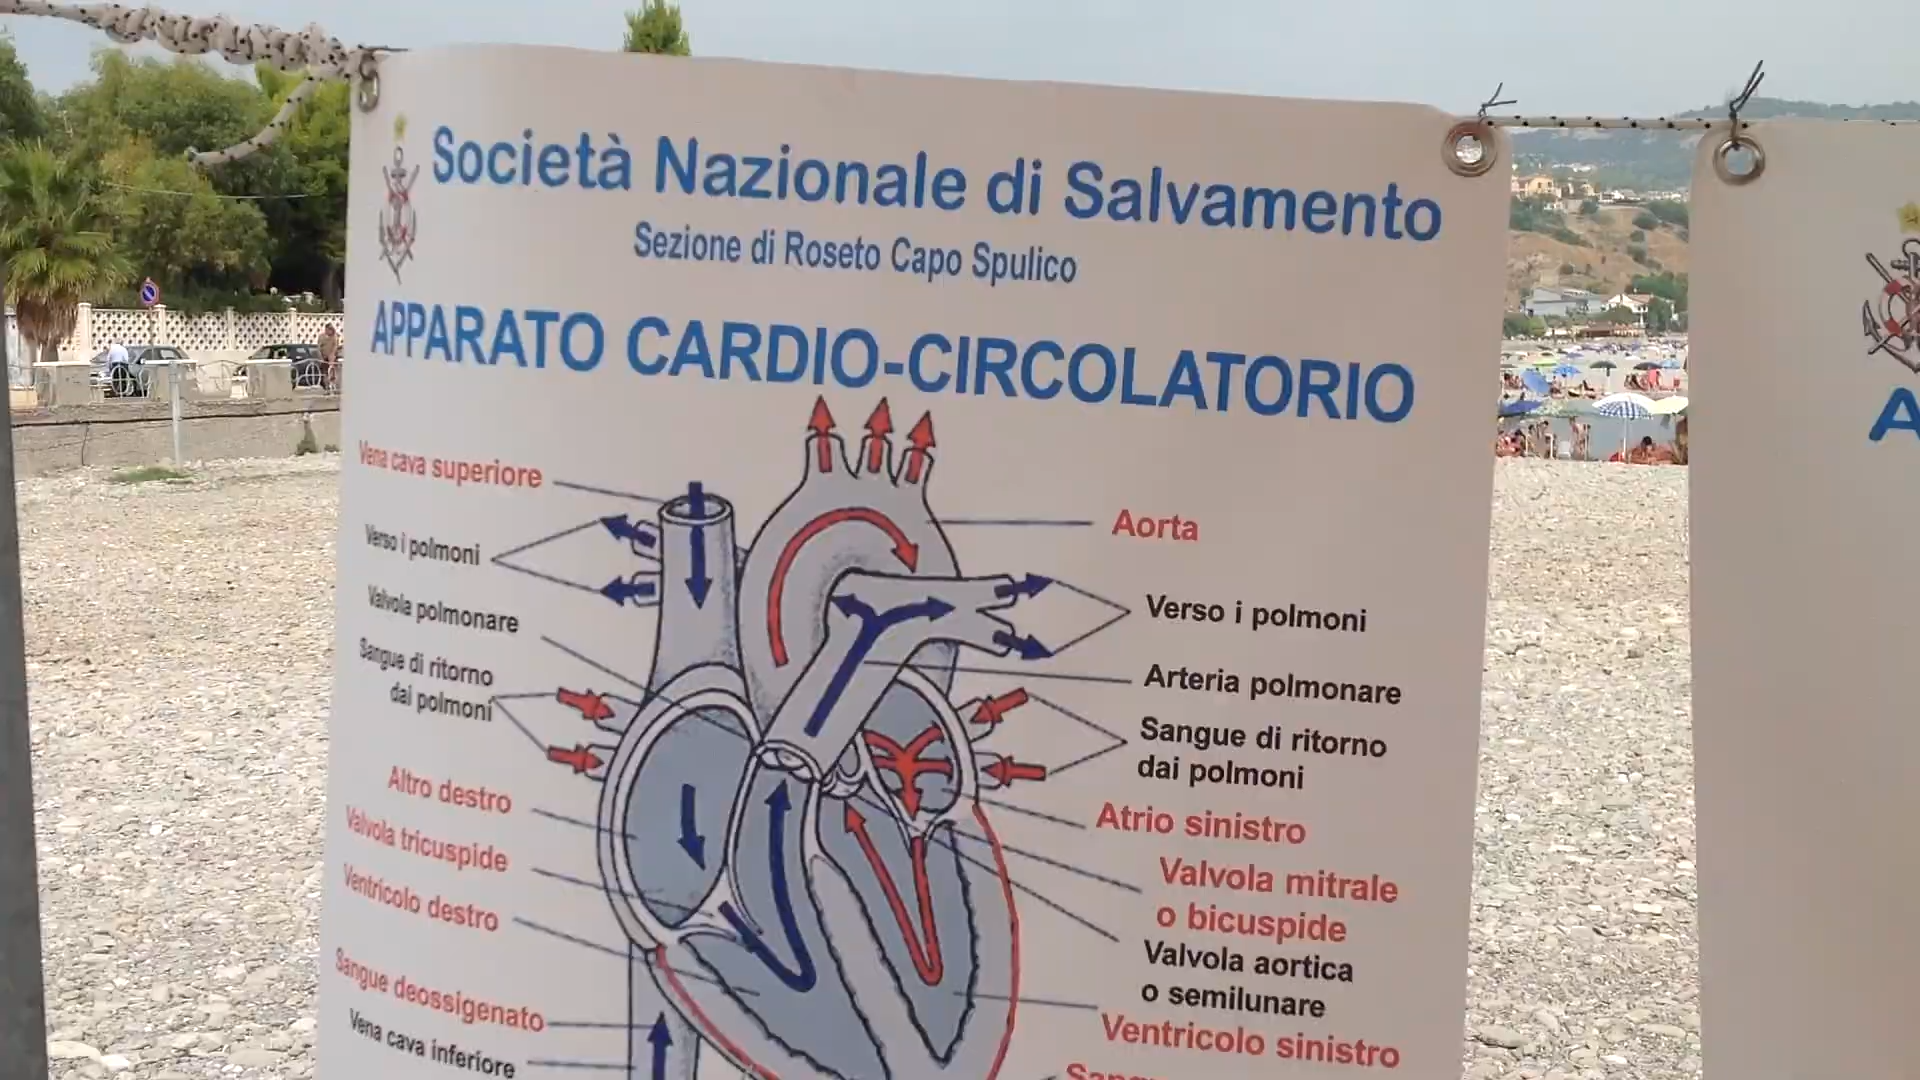 Società Nazionale di Salvamento
Sezione di Roseto Capo Spulico
APPARATO CARDIO-CIRCOLATORIO
Vena cava superiore
Verso i polmoni
Valvola polmonare
Sangue di ritorno
dai polmoni
Altro destro
Valvola tricuspide
Ventricolo destro
Sangue deossigenato
Vena cava inferiore
Aorta
Verso i polmoni
Arteria polmonare
Sangue di ritorno
dai polmoni
Atrio sinistro
Valvola mitrale
o bicuspide
Valvola aortica
o semilunare
Ventricolo sinistro